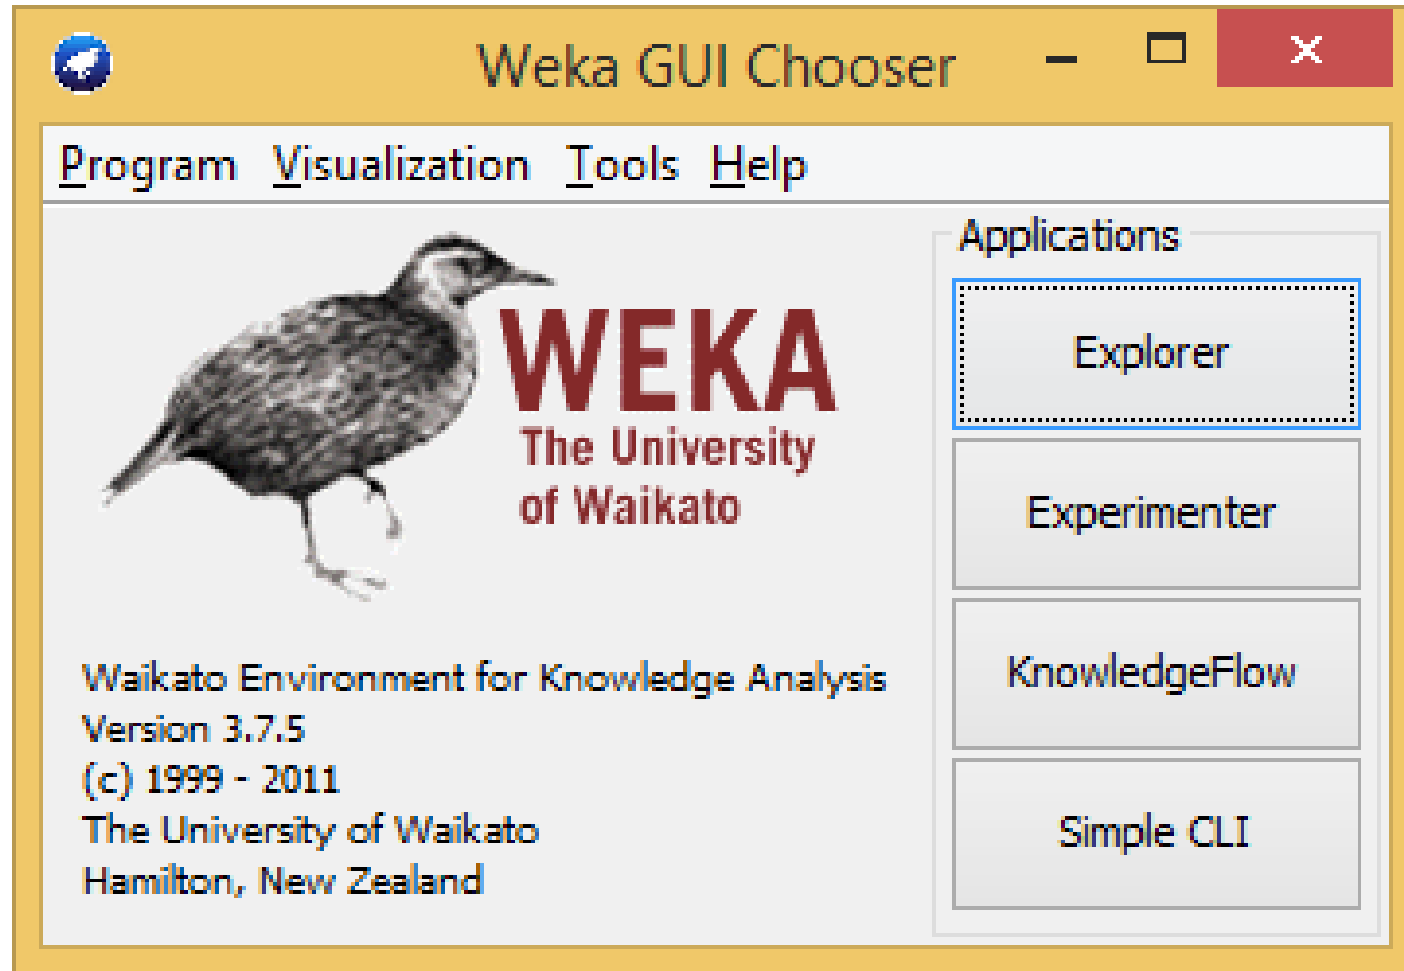 Weka GUI Chooser
Program Visualization Tools Help
WEKA
The University
of Waikato
Waikato Environment for Knowledge Analysis
Version 3.7.5
(c) 1999 - 2011
The University of Waikato
Hamilton, New Zealand
Applications
Explorer
Experimenter
KnowledgeFlow
Simple CLI